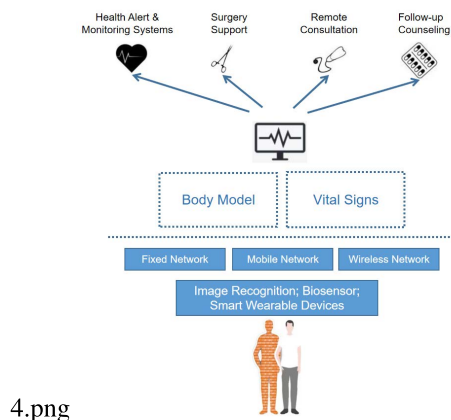 Health Alert &
Monitoring Systems
Surgery
Support
Remote
Consultation
Follow-up
Counseling
Body Model
Vital Signs
Fixed Network
Mobile Network
Wireless Network
Image Recognition; Biosensor;
Smart Wearable Devices
4.png